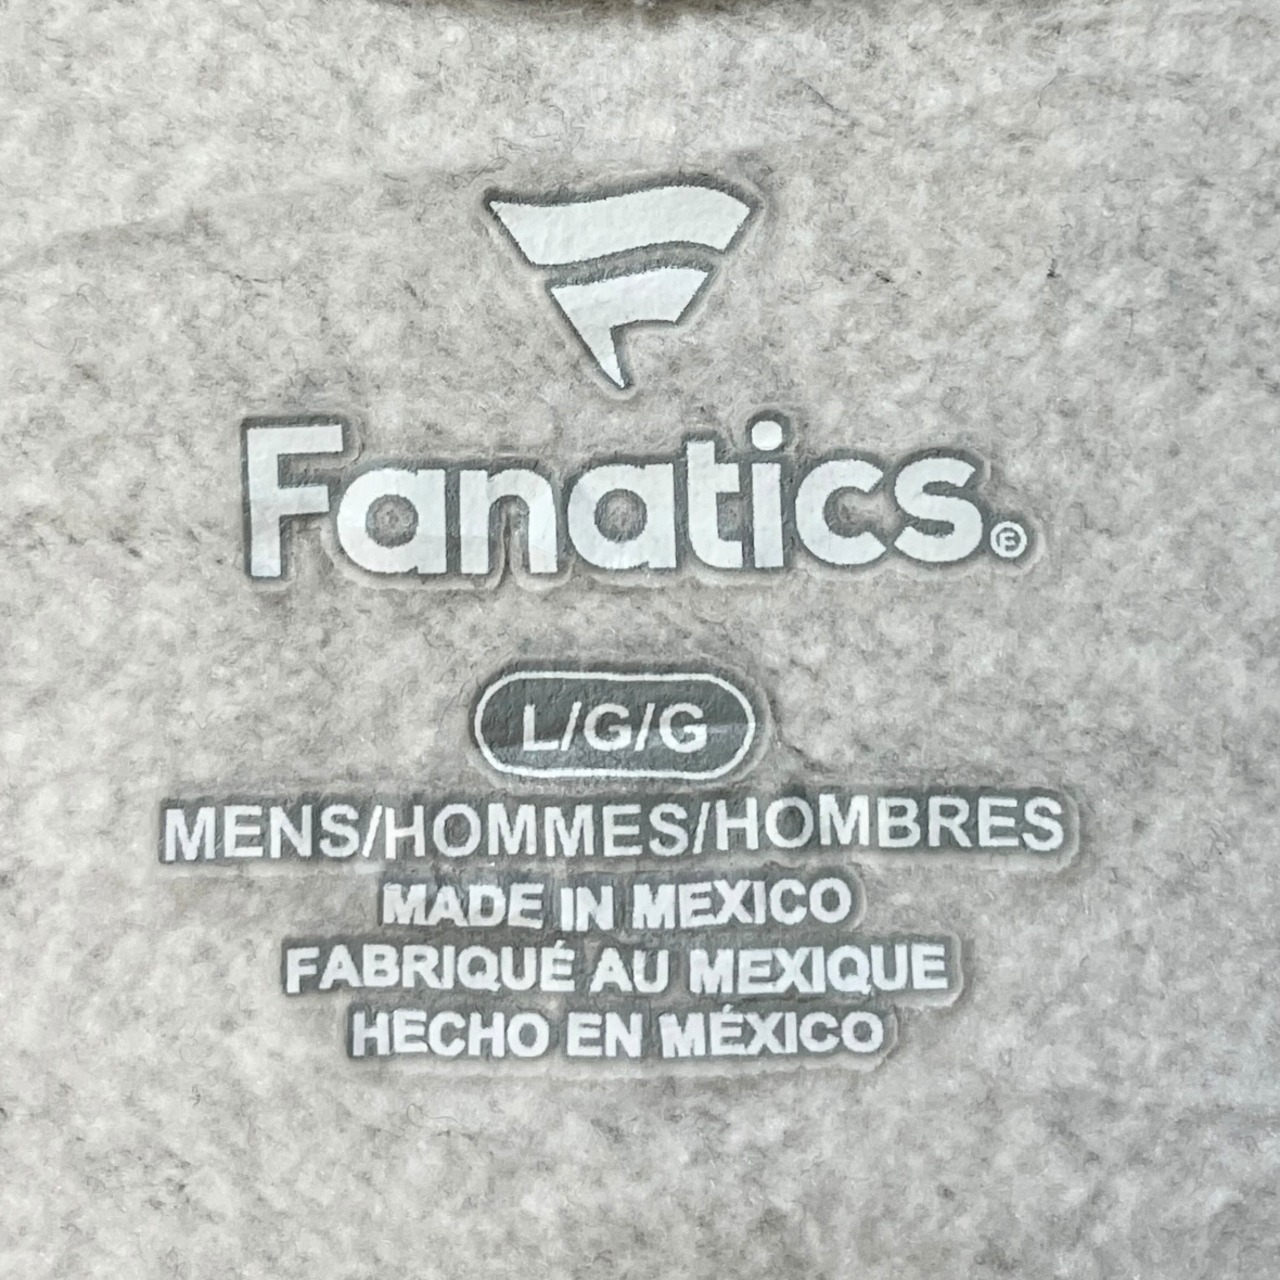 Fanatics.®
L/G/G
MENS/HOMMES/HOMBRES
MADE IN MEXICO
FABRIQUÉ AU MEXIQUE
HECHO EN MÉXICO